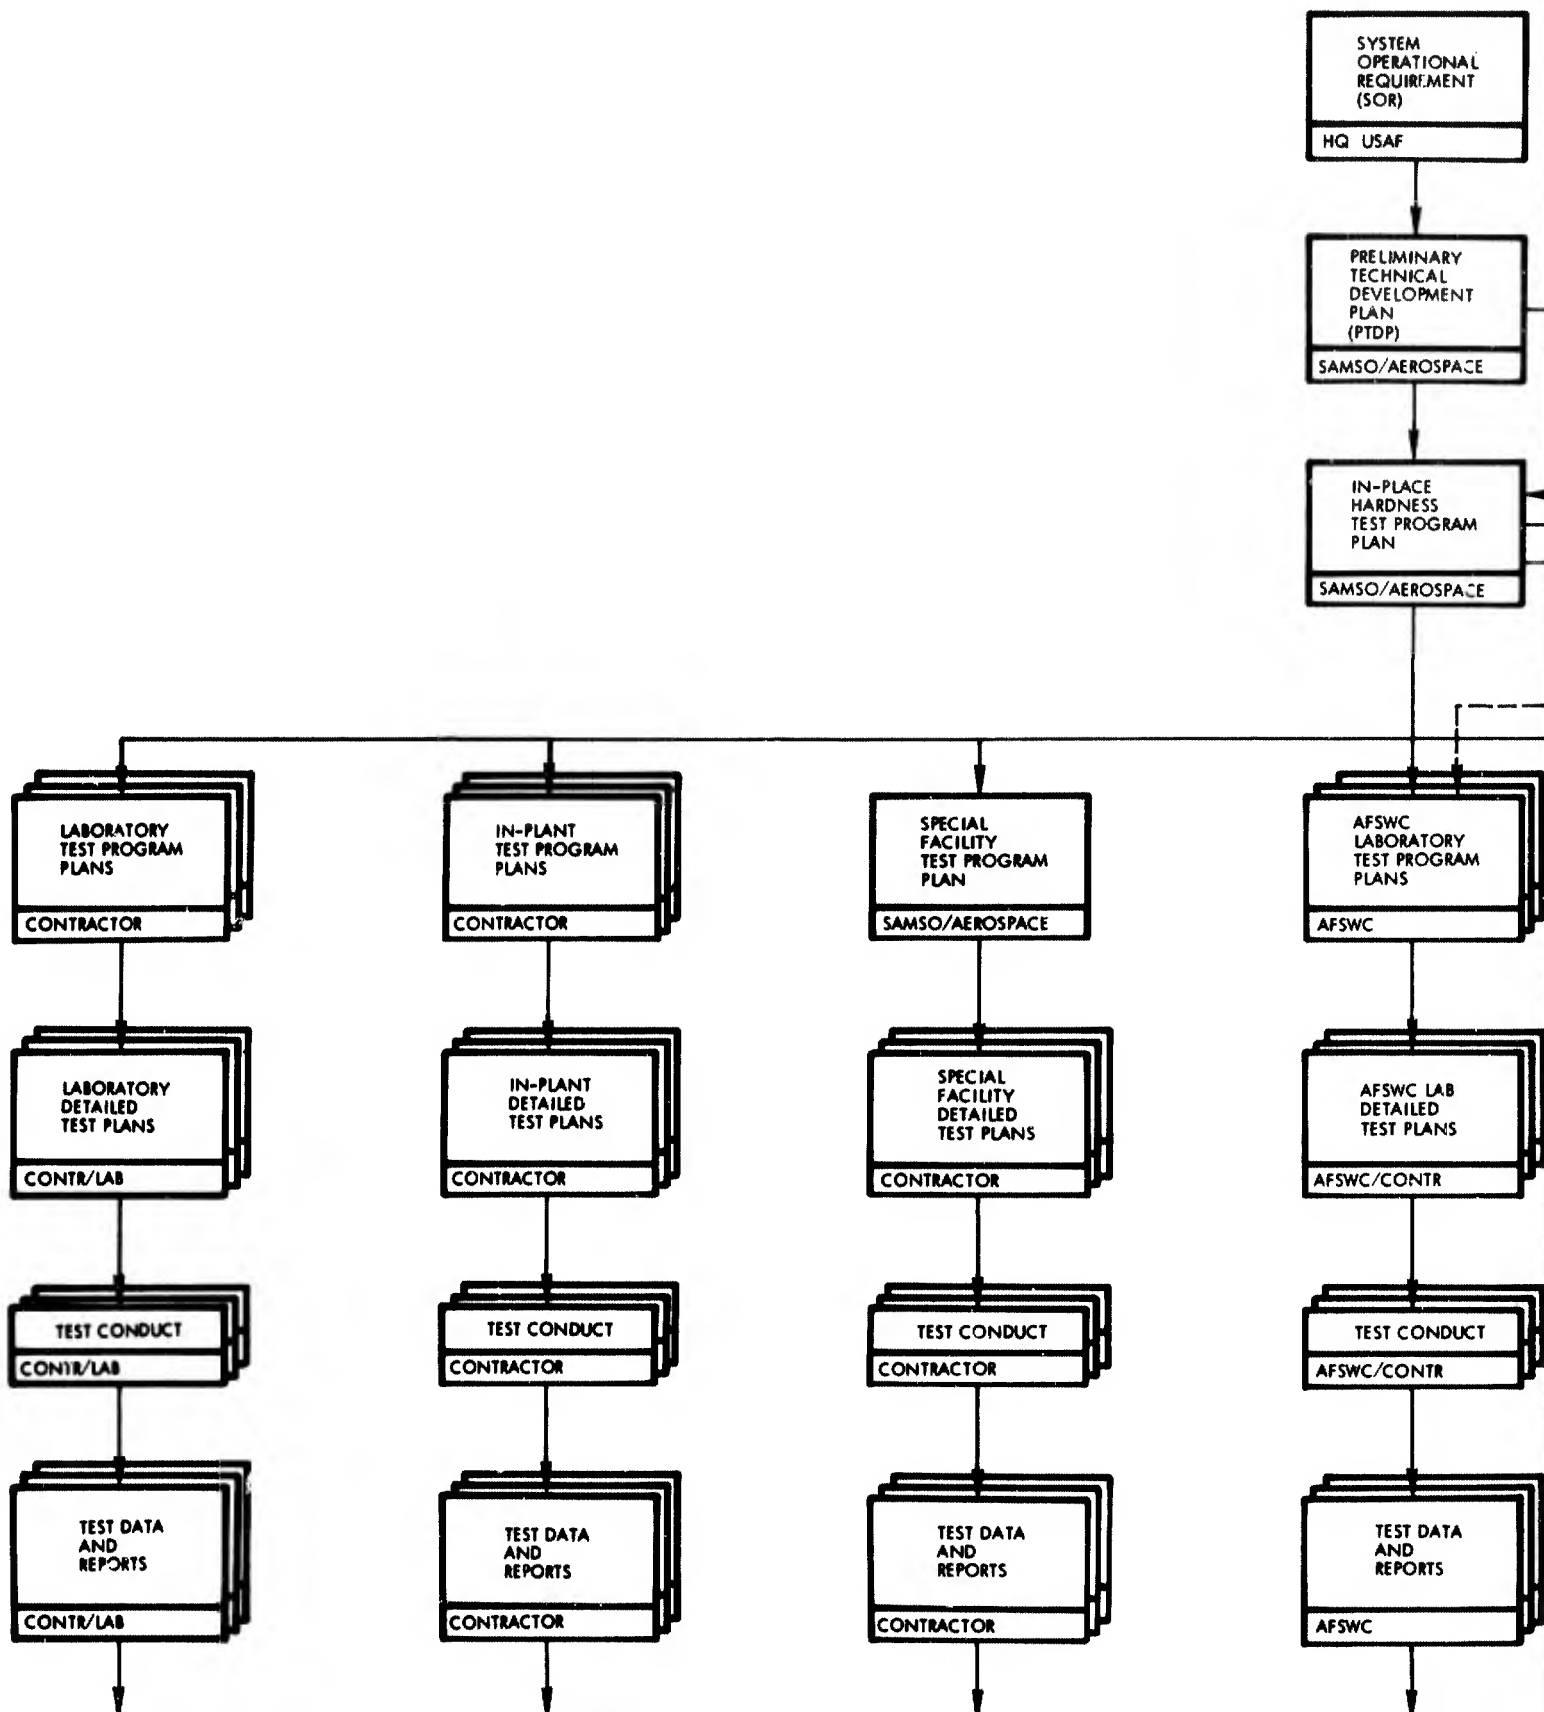 SYSTEM
OPERATIONAL
REQUIREMENT
(SOR)
HQ USAF
PRELIMINARY
TECHNICAL
DEVELOPMENT
PLAN
(PTDP)
SAMSO/AEROSPACE
IN-PLACE
HARDNESS
TEST PROGRAM
PLAN
SAMSO/AEROSPACE
LABORATORY
TEST PROGRAM
PLANS
CONTRACTOR
IN-PLANT
TEST PROGRAM
PLANS
CONTRACTOR
SPECIAL
FACILITY
TEST PROGRAM
PLAN
SAMSO/AEROSPACE
AFSWC
LABORATORY
TEST PROGRAM
PLANS
AFSWC
LABORATORY
DETAILED
TEST PLANS
CONTR/LAB
IN-PLANT
DETAILED
TEST PLANS
CONTRACTOR
SPECIAL
FACILITY
DETAILED
TEST PLANS
CONTRACTOR
AFSWC LAB
DETAILED
TEST PLANS
AFSWC/CONTR
TEST CONDUCT
CONTR/LAB
TEST CONDUCT
CONTRACTOR
TEST CONDUCT
CONTRACTOR
TEST CONDUCT
AFSWC/CONTR
TEST DATA
AND
REPORTS
CONTR/LAB
TEST DATA
AND
REPORTS
CONTRACTOR
TEST DATA
AND
REPORTS
CONTRACTOR
TEST DATA
AND
REPORTS
AFSWC